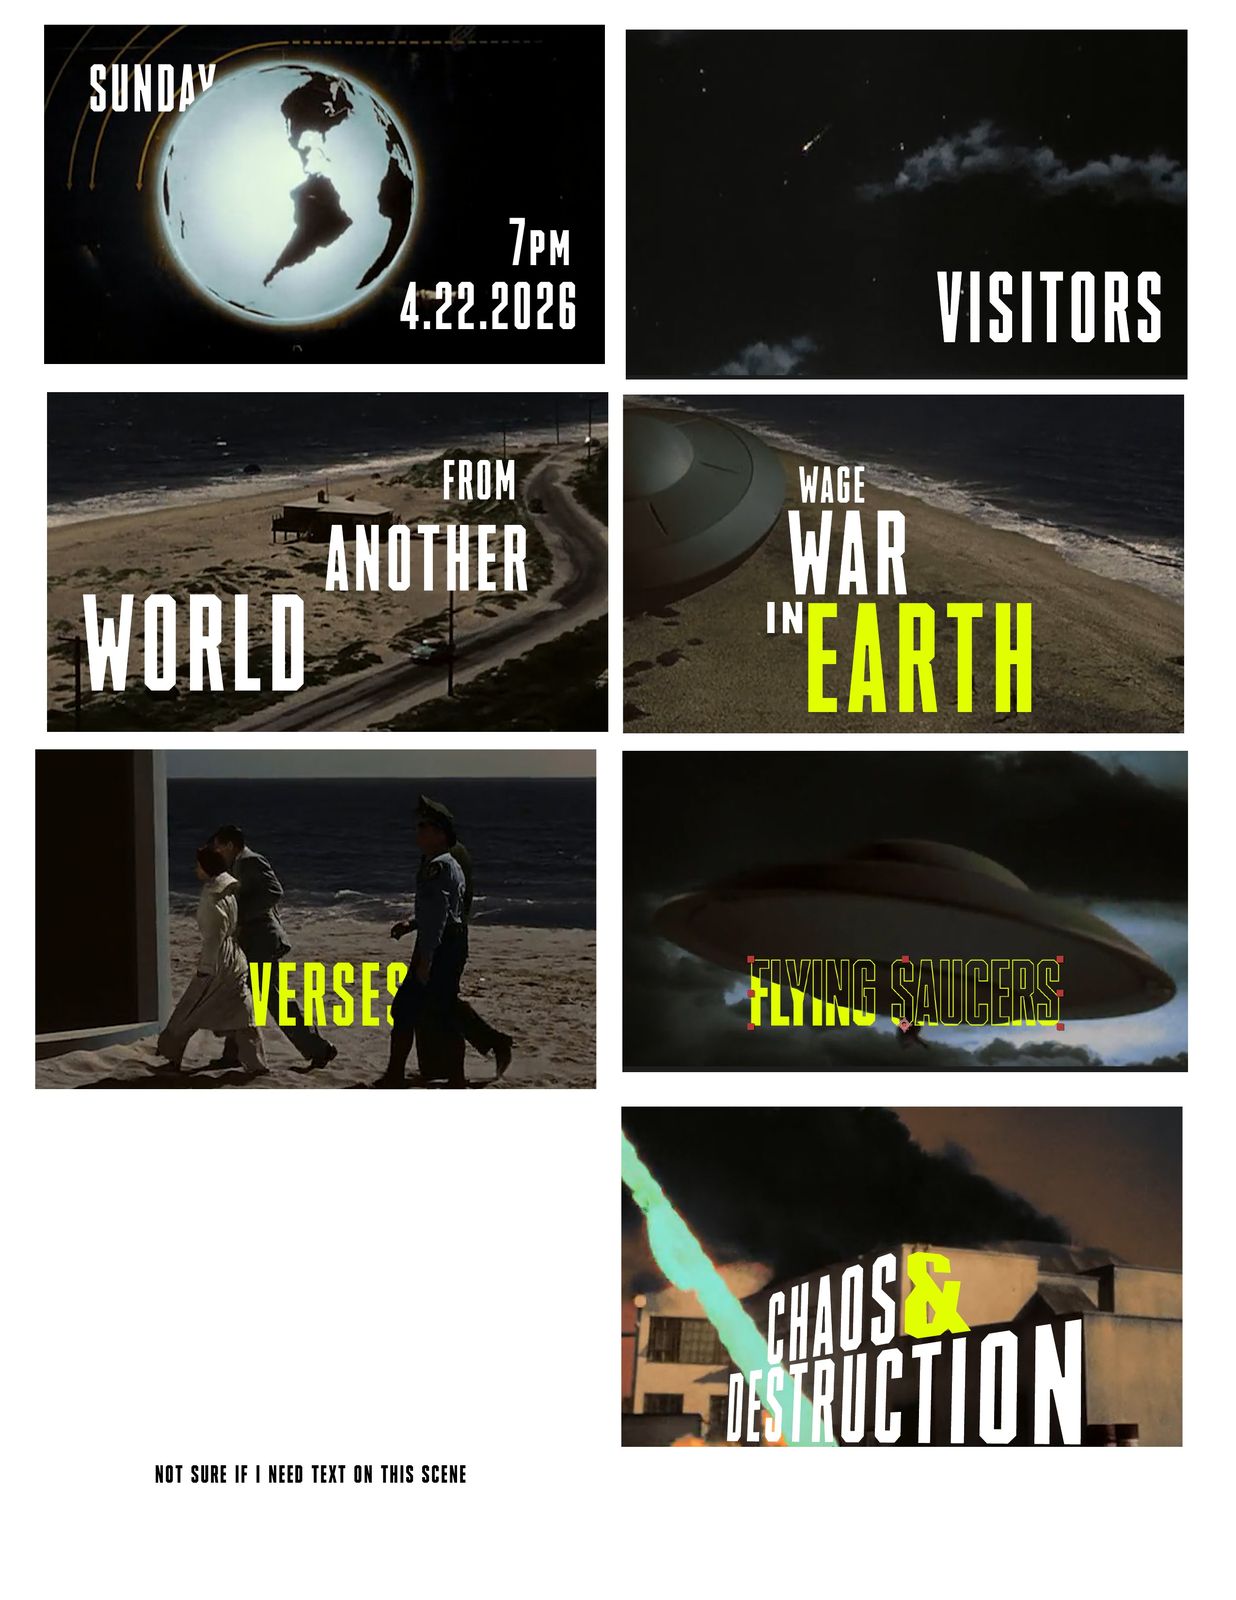 SUNDAY
7PM
4.22.2026
VISITORS
FROM
ANOTHER
WORLD
WAGE
WAR
IN EARTH
VERSES
FLYING SAUCERS
CHAOS &
DESTRUCTION
NOT SURE IF I NEED TEXT ON THIS SCENE